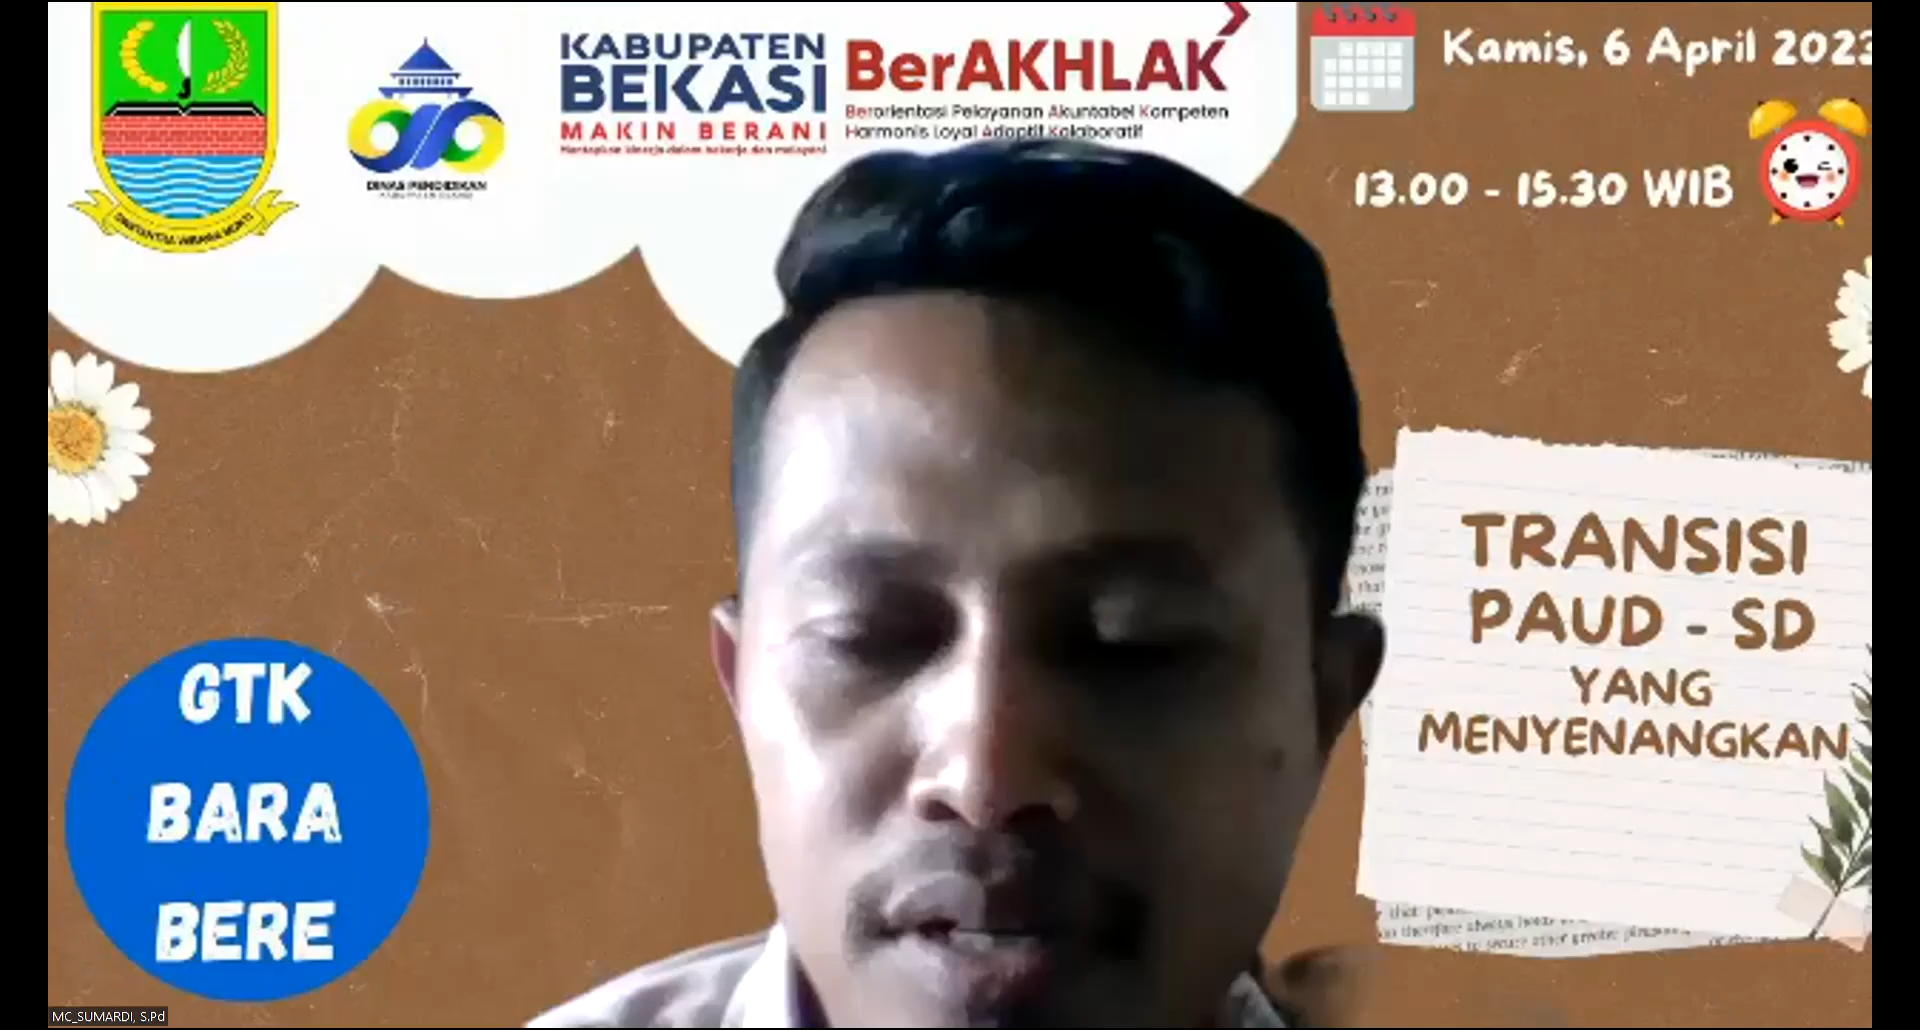 KABUPATEN
BEKASI
MAKIN BERANI
BerAKHLAK
Berorientasi Pelayanan Akuntabel Kompeten
Harmonis Loyal Adaptif Kolaboratif
DINAS PENDIDIKAN
Kamis, 6 April 2023
13.00 - 15.30 WIB
TRANSISI
PAUD - SD
YANG
MENYENANGKAN
GTK
BARA
BERE
MC_SUMARDI, S.Pd